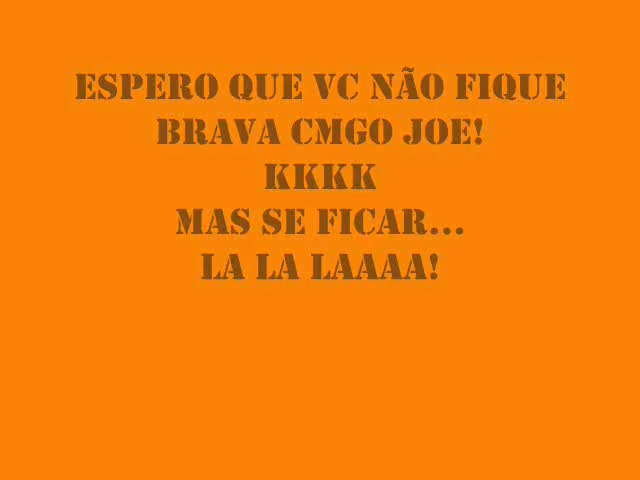 ESPERO QUE VC NÃO FIQUE
BRAVA CMGO JOE!
KKKK
MAS SE FICAR...
LA LA LAAAA!